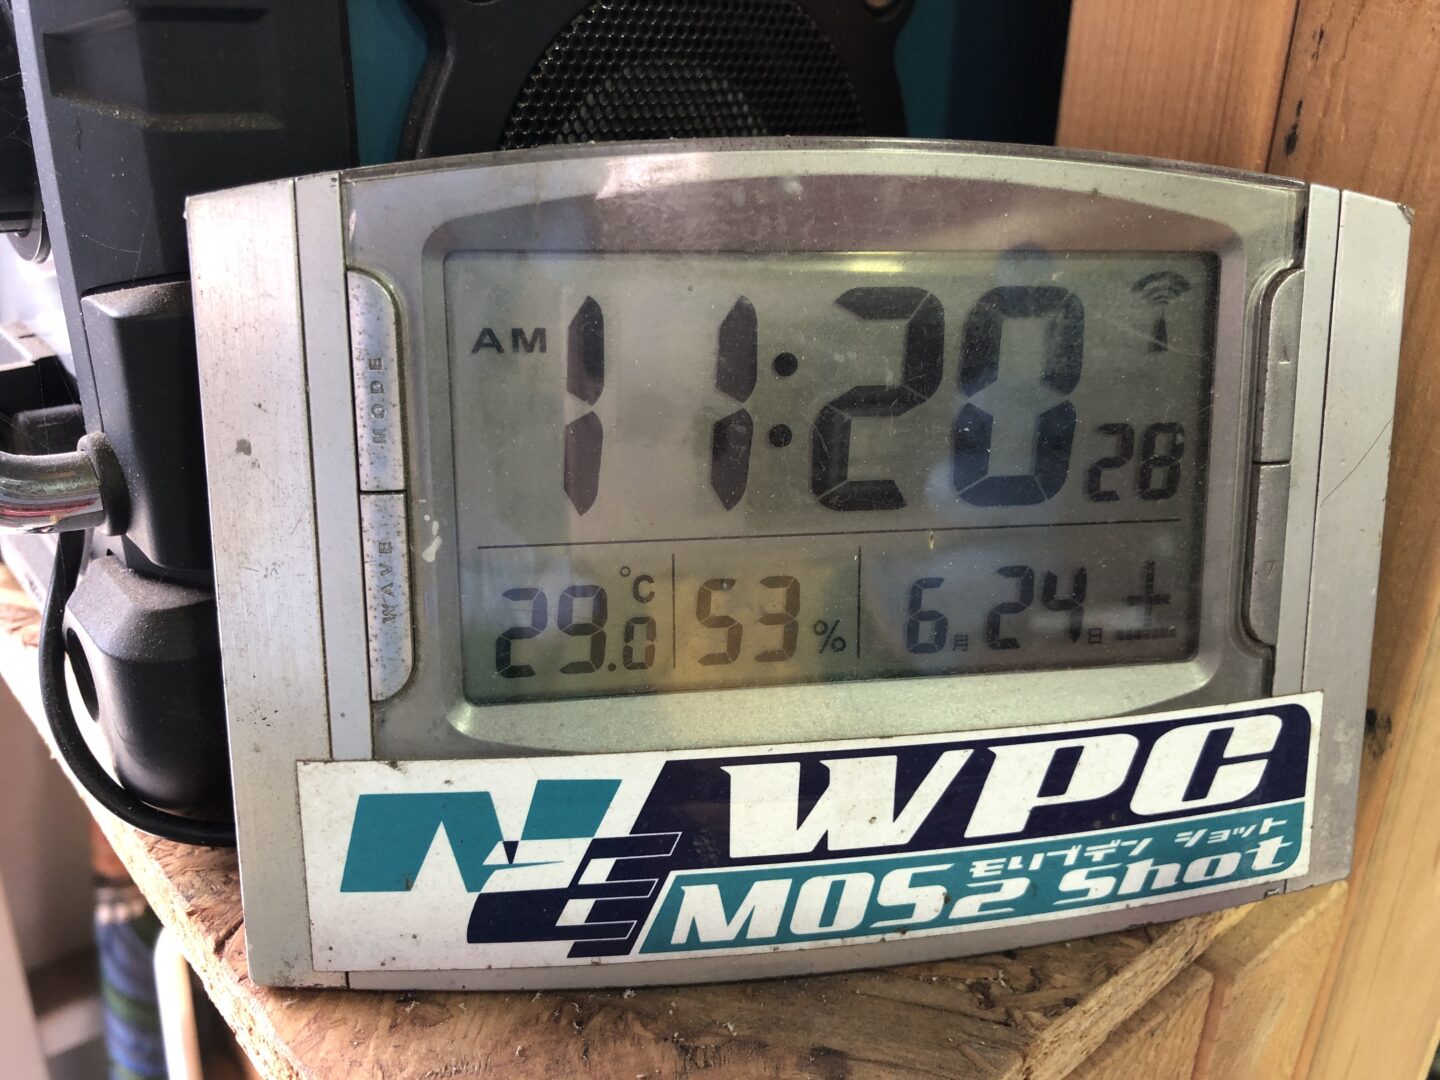 AM 11:20 28
29.0 °C 53 % 6月 24日 土
MODE
WAVE
NE WPC
モリブデン ショット
MOS2 Shot